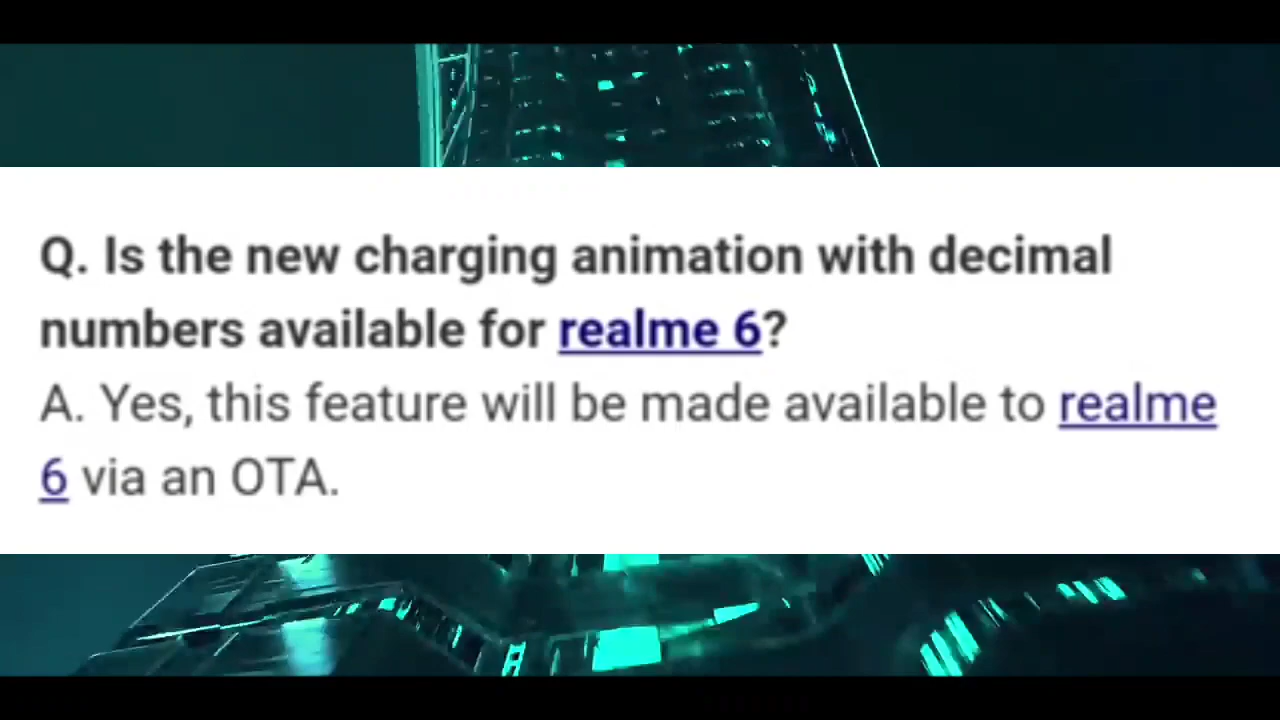 Q. Is the new charging animation with decimal
numbers available for realme 6?
A. Yes, this feature will be made available to realme
6 via an OTA.